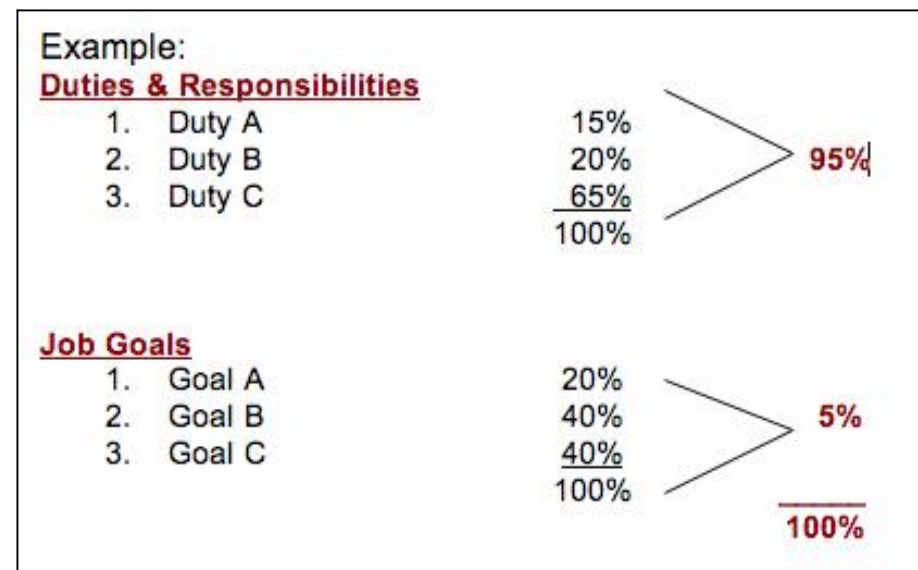 Example:
Duties & Responsibilities
1. Duty A 15%
2. Duty B 20% 95%
3. Duty C 65%
100%
Job Goals
1. Goal A 20%
2. Goal B 40% 5%
3. Goal C 40%
100%
100%